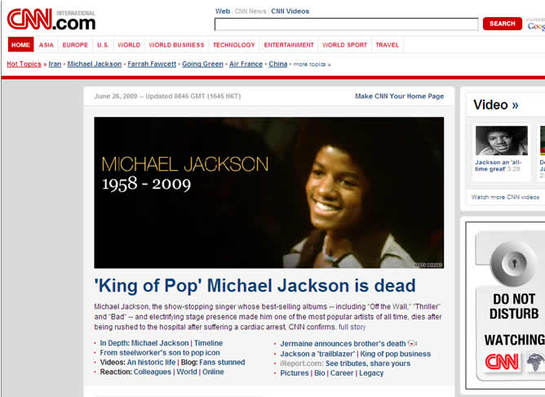 CNN INTERNATIONAL
.com
Web CNN News CNN Videos
SEARCH
HOME ASIA EUROPE U.S. WORLD WORLD BUSINESS TECHNOLOGY ENTERTAINMENT WORLD SPORT TRAVEL
Hot Topics » Iran • Michael Jackson • Farrah Fawcett • Going Green • Air France • China • more topics »
June 26, 2009 -- Updated 0845 GMT (1645 HKT)
Make CNN Your Home Page
MICHAEL JACKSON
1958 - 2009
'King of Pop' Michael Jackson is dead
Michael Jackson, the show-stopping singer whose best-selling albums -- including "Off the Wall," "Thriller"
and "Bad" -- and electrifying stage presence made him one of the most popular artists of all time, dies after
being rushed to the hospital after suffering a cardiac arrest, CNN confirms. full story
• In Depth: Michael Jackson | Timeline
• From steelworker's son to pop icon
• Videos: An historic life | Blog: Fans stunned
• Reaction: Colleagues | World | Online
• Jermaine announces brother's death
• Jackson a 'trailblazer' | King of pop business
• iReport.com: See tributes, share yours
• Pictures | Bio | Career | Legacy
Video »
Jackson an 'all-
time great' 3:28
Watch more CNN videos
DO NOT
DISTURB
WATCHING
CNN